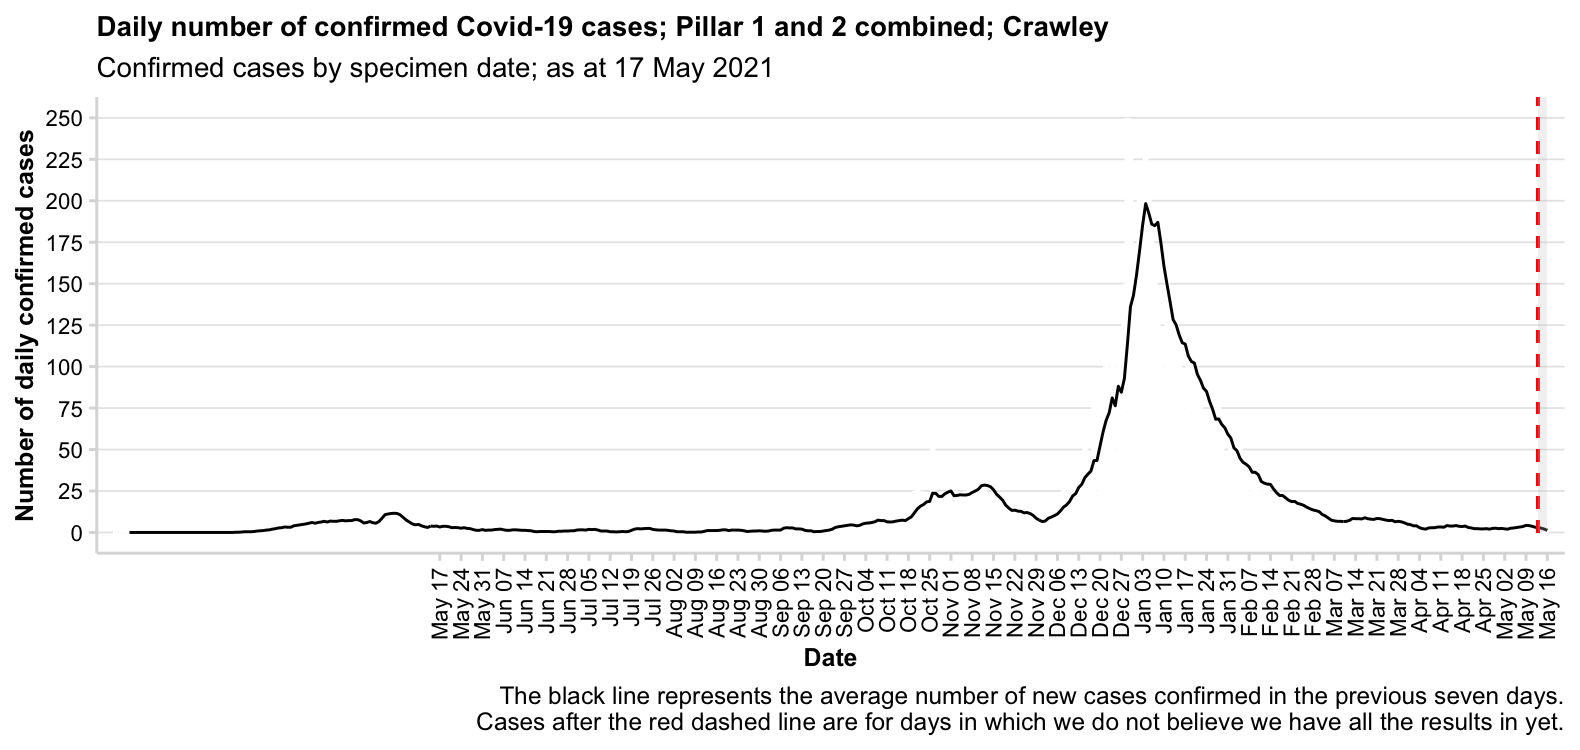 Daily number of confirmed Covid-19 cases; Pillar 1 and 2 combined; Crawley
Confirmed cases by specimen date; as at 17 May 2021
Number of daily confirmed cases
250
225
200
175
150
125
100
75
50
25
0
May 17
May 24
May 31
Jun 07
Jun 14
Jun 21
Jun 28
Jul 05
Jul 12
Jul 19
Jul 26
Aug 02
Aug 09
Aug 16
Aug 23
Aug 30
Sep 06
Sep 13
Sep 20
Sep 27
Oct 04
Oct 11
Oct 18
Oct 25
Nov 01
Nov 08
Nov 15
Nov 22
Nov 29
Dec 06
Dec 13
Dec 20
Dec 27
Jan 03
Jan 10
Jan 17
Jan 24
Jan 31
Feb 07
Feb 14
Feb 21
Feb 28
Mar 07
Mar 14
Mar 21
Mar 28
Apr 04
Apr 11
Apr 18
Apr 25
May 02
May 09
May 16
Date
The black line represents the average number of new cases confirmed in the previous seven days.
Cases after the red dashed line are for days in which we do not believe we have all the results in yet.